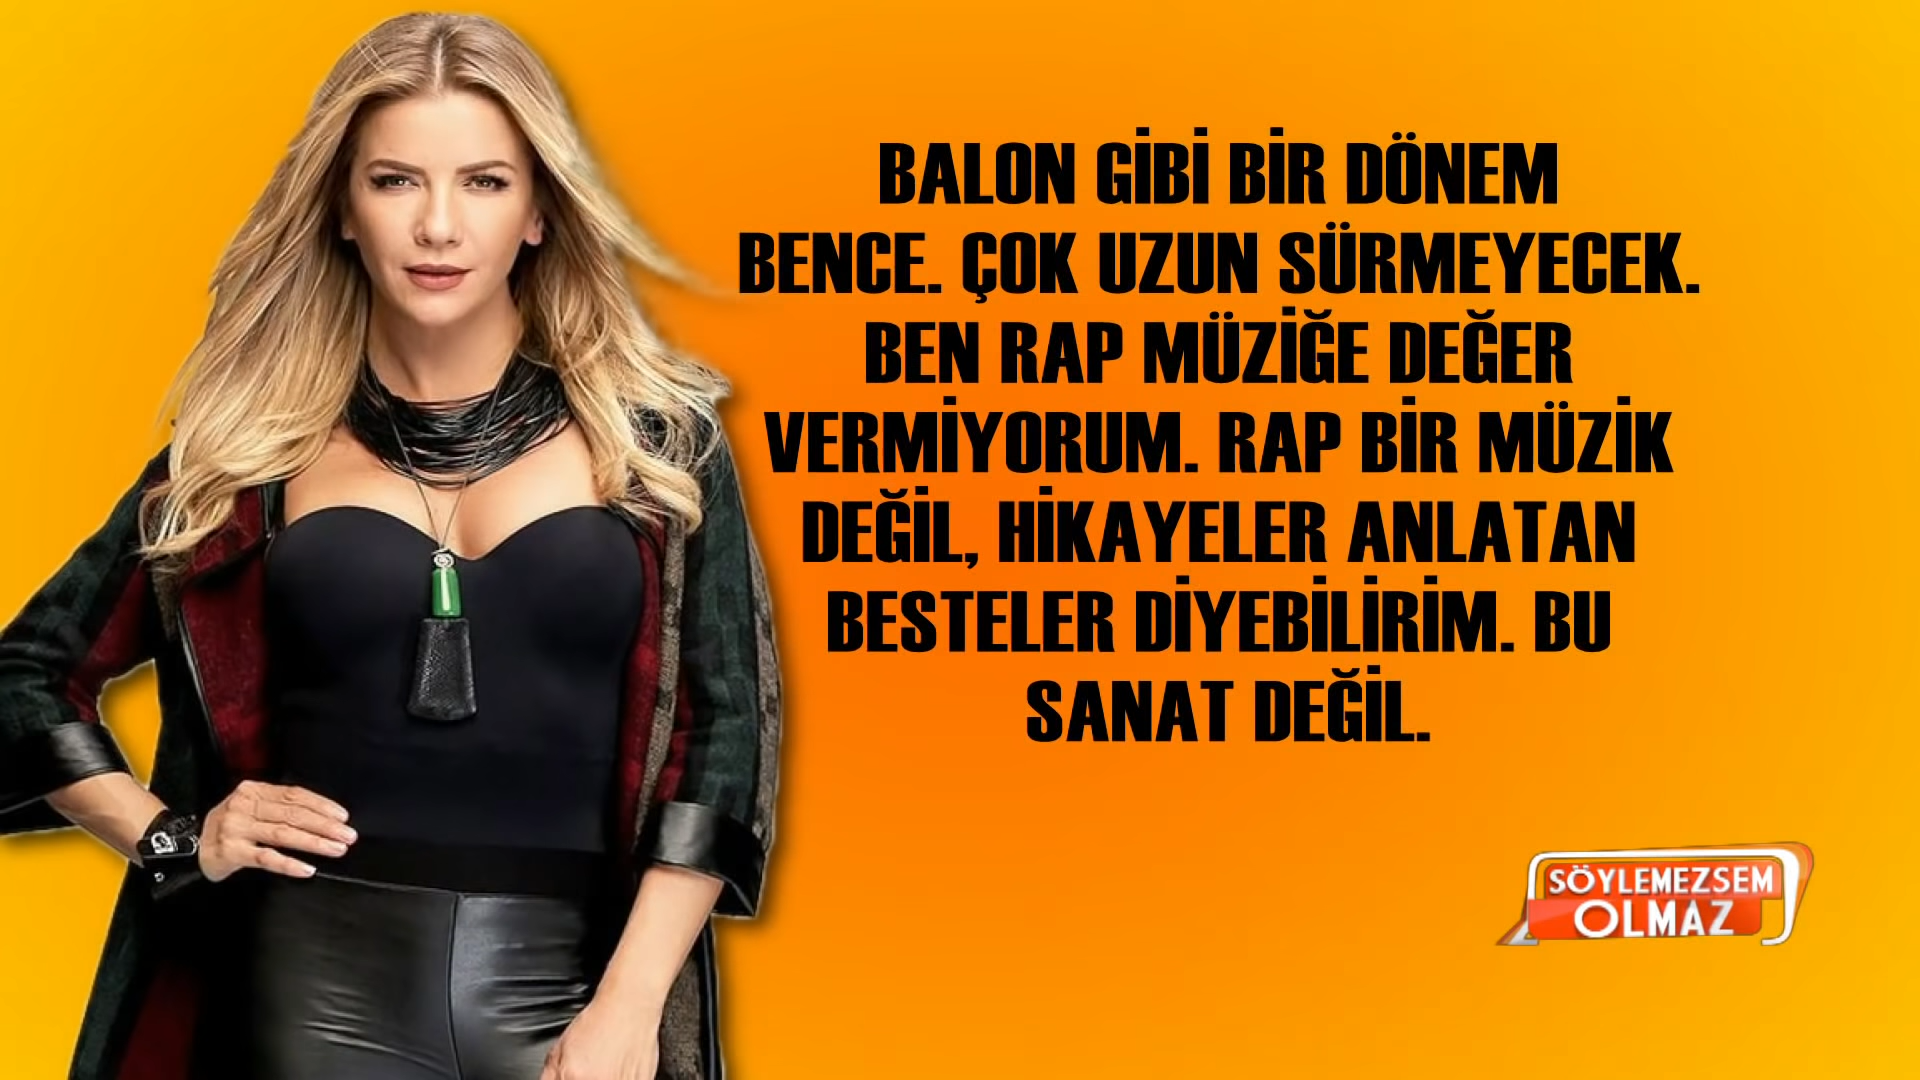 BALON GİBİ BİR DÖNEM
BENCE. ÇOK UZUN SÜRMEYECEK.
BEN RAP MÜZİĞE DEĞER
VERMİYORUM. RAP BİR MÜZİK
DEĞİL, HİKAYELER ANLATAN
BESTELER DİYEBİLİRİM. BU
SANAT DEĞİL.
SÖYLEMEZSEM
OLMAZ